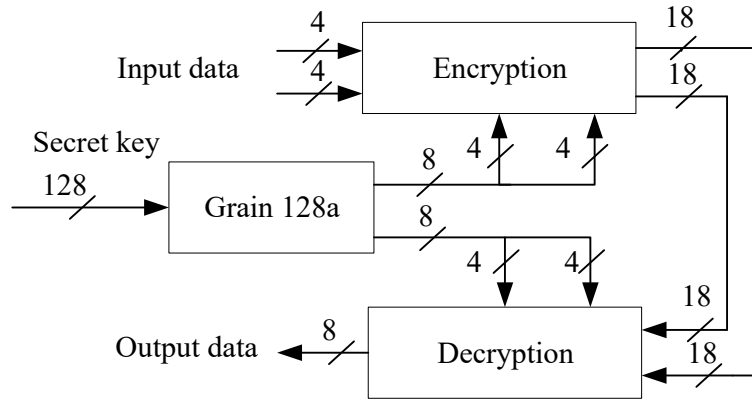 4
18
Input data
Encryption
4
18
Secret key
8
4
4
128
Grain 128a
8
4
4
18
8
Output data
Decryption
18